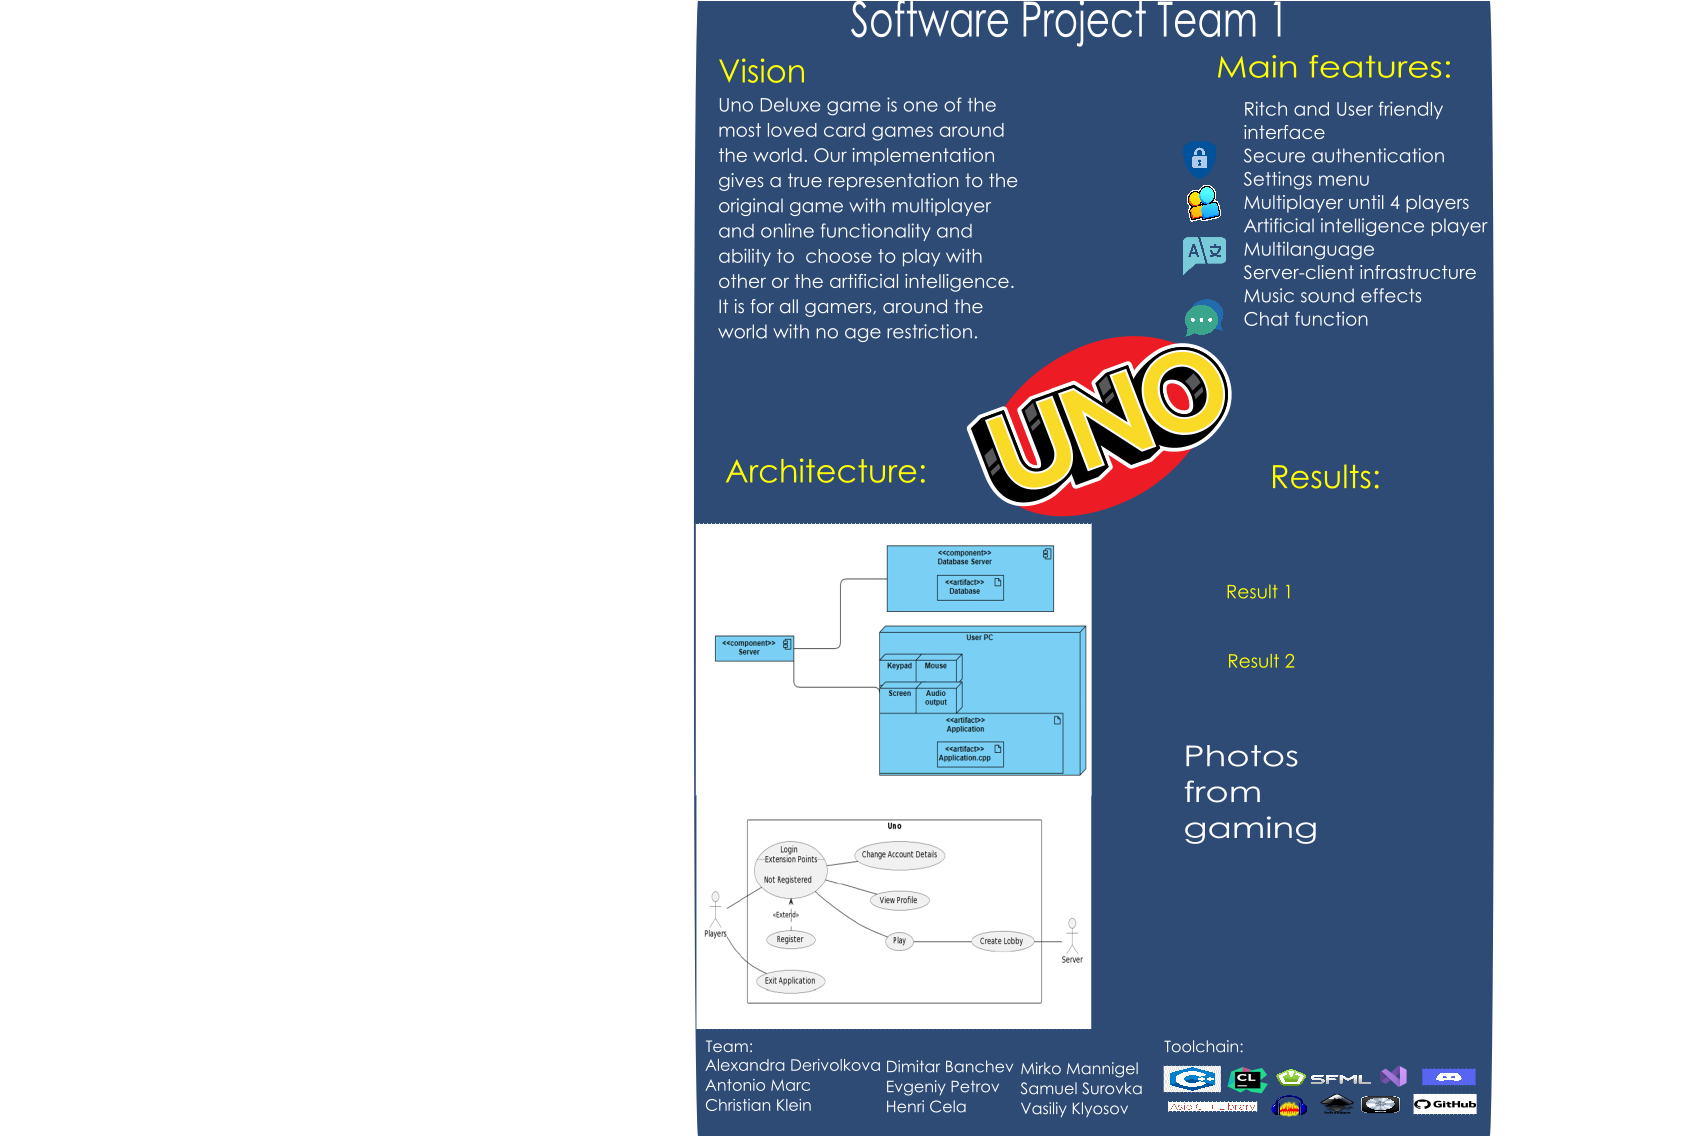 Software Project Team 1
Vision
Uno Deluxe game is one of the
most loved card games around
the world. Our implementation
gives a true representation to the
original game with multiplayer
and online functionality and
ability to  choose to play with
other or the artificial intelligence.
It is for all gamers, around the
world with no age restriction.
Main features:
Ritch and User friendly
interface
Secure authentication
Settings menu
Multiplayer until 4 players
Artificial intelligence player
Multilanguage
Server-client infrastructure
Music sound effects
Chat function
A 文
UNO
Architecture:
<<component>>
Database Server
<<artifact>>
Database
<<component>>
Server
User PC
Keypad
Mouse
Screen
Audio
output
<<artifact>>
Application
<<artifact>>
Application.cpp
Uno
Login
Extension Points
Not Registered
Change Account Details
View Profile
«Extend»
Register
Play
Create Lobby
Exit Application
Players
Server
Results:
Result 1
Result 2
Photos
from
gaming
Team:
Alexandra Derivolkova
Antonio Marc
Christian Klein
Dimitar Banchev
Evgeniy Petrov
Henri Cela
Mirko Mannigel
Samuel Surovka
Vasiliy Klyosov
Toolchain:
CL
SFML
Library
GitHub